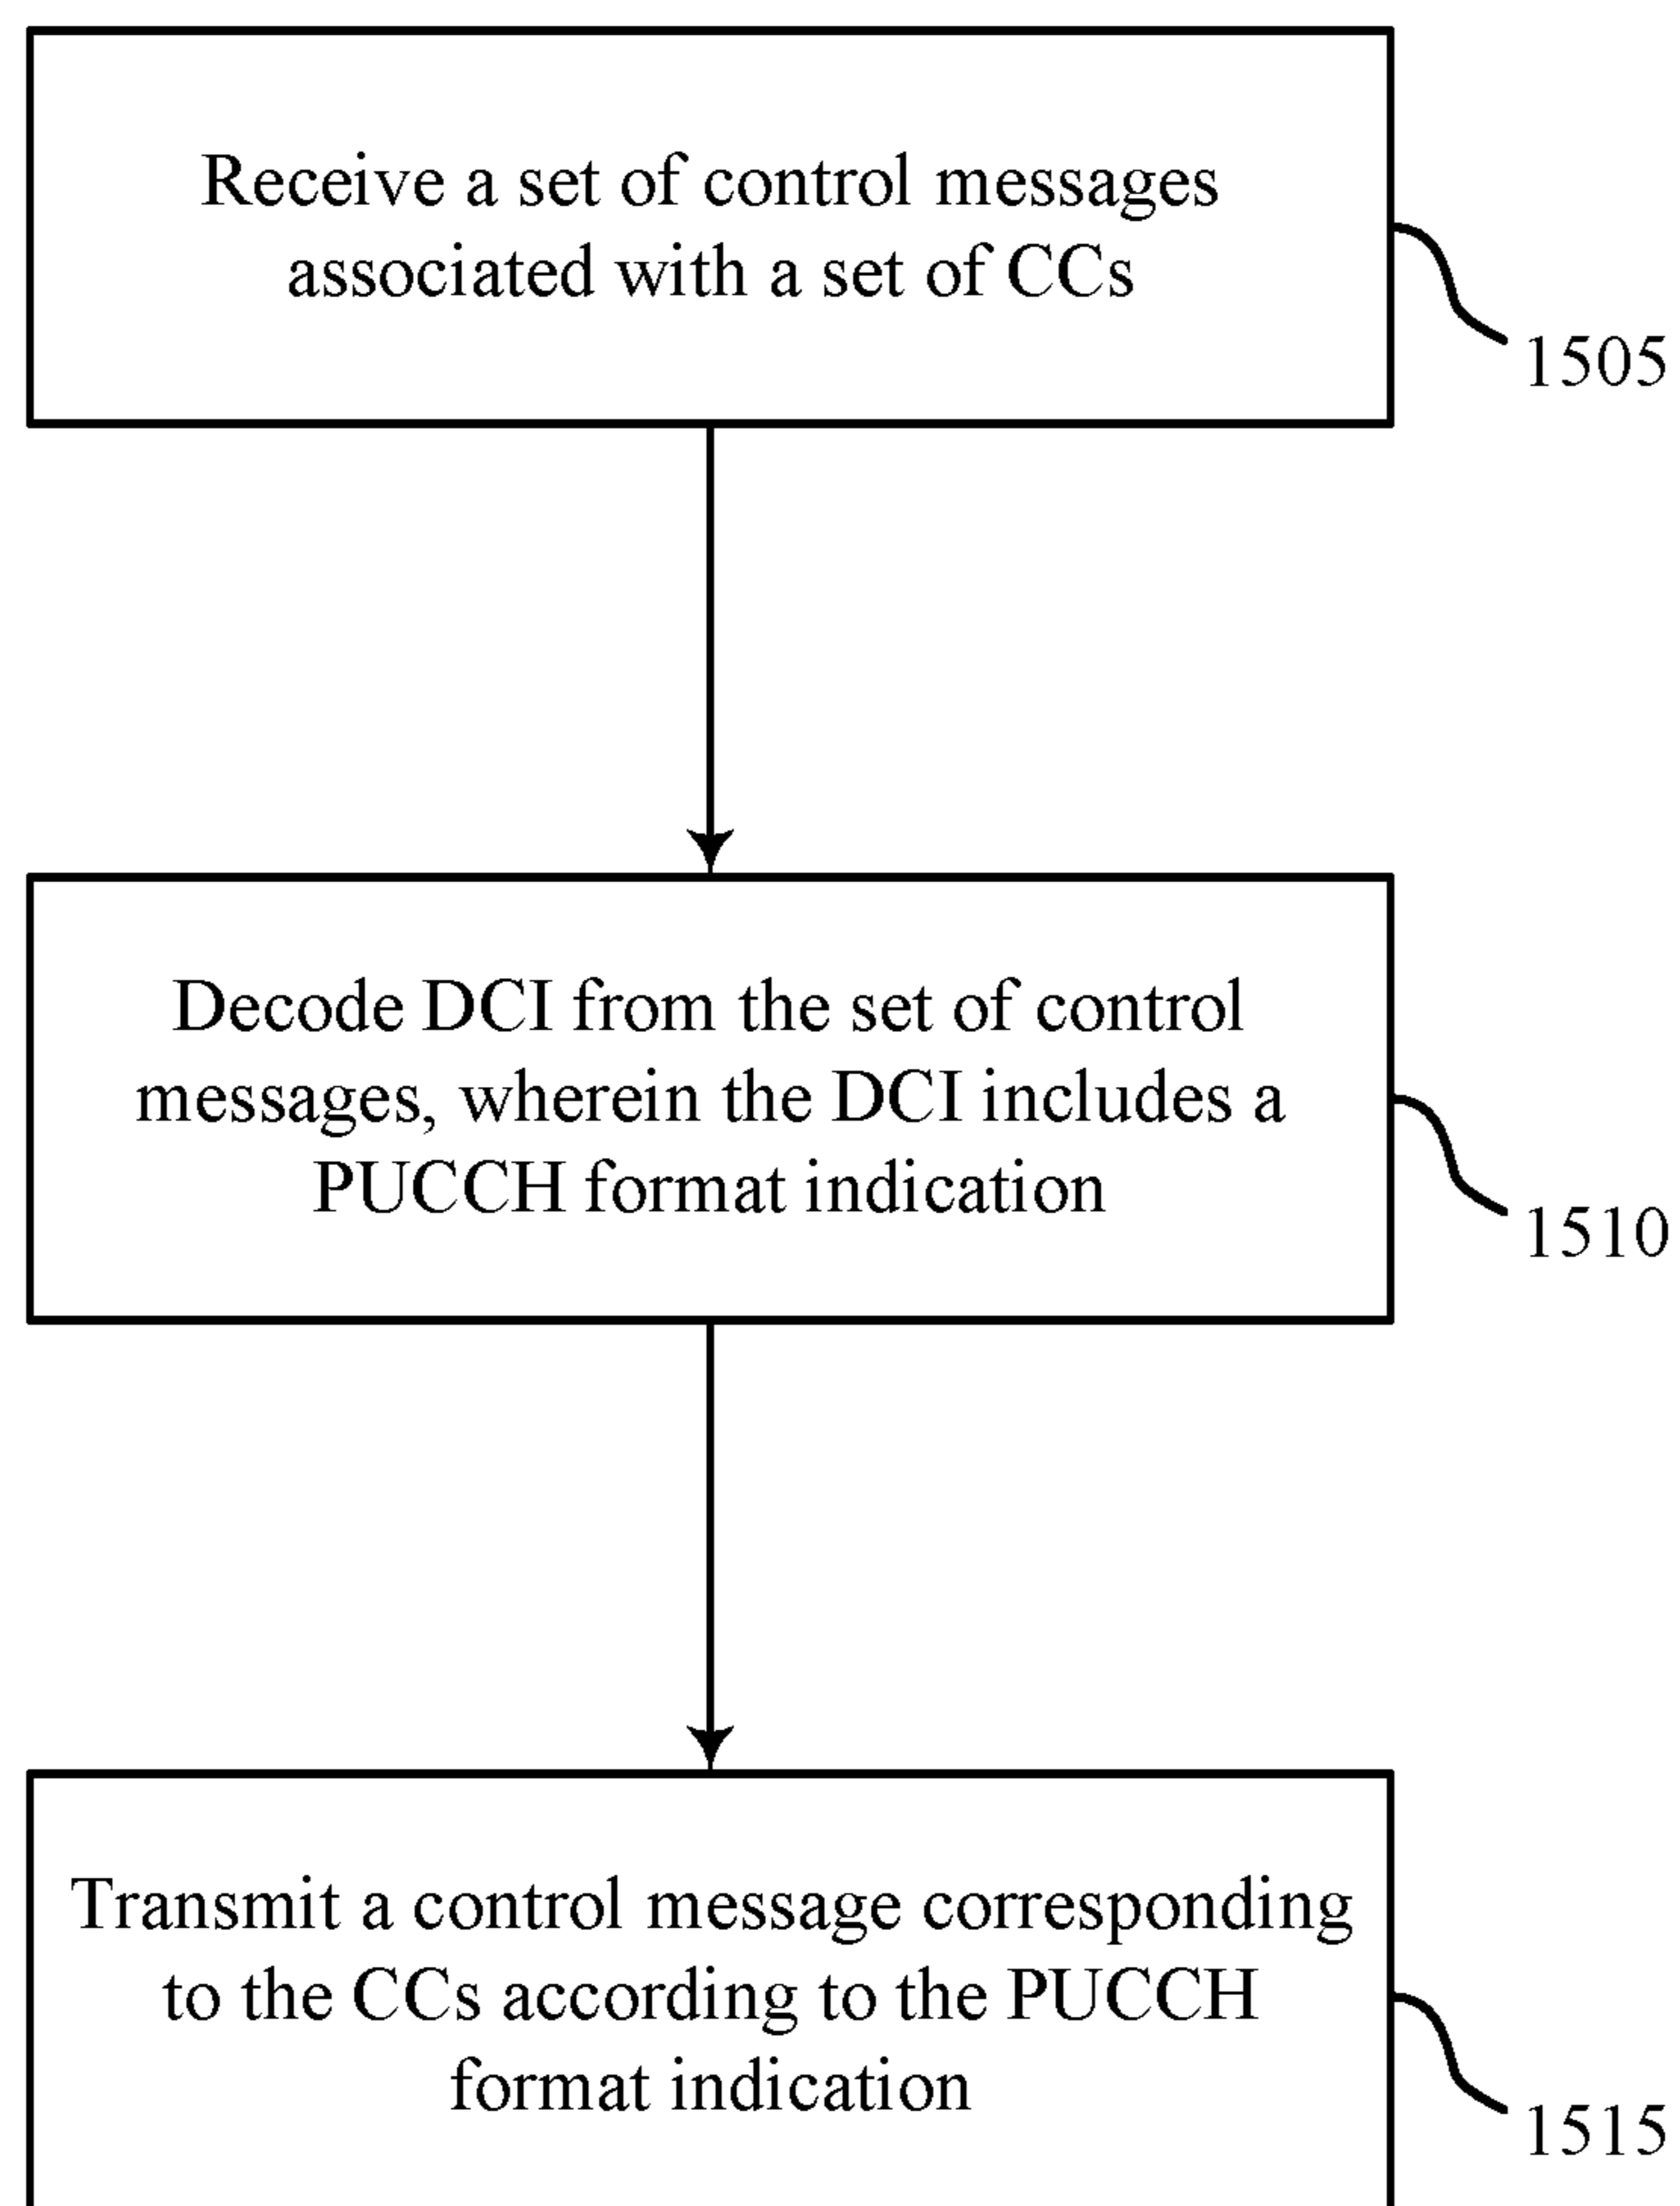 Receive a set of control messages
associated with a set of CCs
1505
Decode DCI from the set of control
messages, wherein the DCI includes a
PUCCH format indication
1510
Transmit a control message corresponding
to the CCs according to the PUCCH
format indication
1515